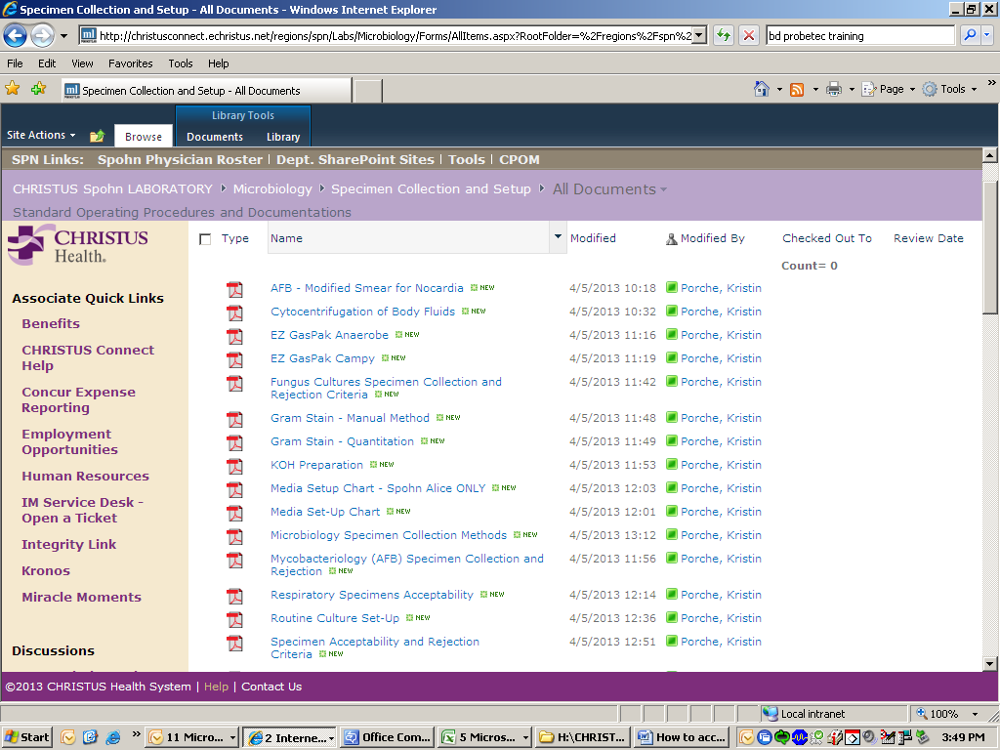 Specimen Collection and Setup - All Documents - Windows Internet Explorer
http://christusconnect.echristus.net/regions/spn/Labs/Microbiology/Forms/AllItems.aspx?RootFolder=%2Fregions%2Fspn%2
bd probetec training
File Edit View Favorites Tools Help
Specimen Collection and Setup - All Documents
Page Tools »
Library Tools
Site Actions Browse Documents Library
SPN Links: Spohn Physician Roster | Dept. SharePoint Sites | Tools | CPOM
CHRISTUS Spohn LABORATORY Microbiology Specimen Collection and Setup All Documents
Standard Operating Procedures and Documentations
CHRISTUS
Health.
Type Name Modified Modified By Checked Out To Review Date
Count= 0
AFB - Modified Smear for Nocardia NEW 4/5/2013 10:18 Porche, Kristin
Cytocentrifugation of Body Fluids NEW 4/5/2013 10:32 Porche, Kristin
EZ GasPak Anaerobe NEW 4/5/2013 11:16 Porche, Kristin
EZ GasPak Campy NEW 4/5/2013 11:19 Porche, Kristin
Fungus Cultures Specimen Collection and 4/5/2013 11:42 Porche, Kristin
Rejection Criteria NEW
Gram Stain - Manual Method NEW 4/5/2013 11:48 Porche, Kristin
Gram Stain - Quantitation NEW 4/5/2013 11:49 Porche, Kristin
KOH Preparation NEW 4/5/2013 11:53 Porche, Kristin
Media Setup Chart - Spohn Alice ONLY NEW 4/5/2013 12:03 Porche, Kristin
Media Set-Up Chart NEW 4/5/2013 12:01 Porche, Kristin
Microbiology Specimen Collection Methods NEW 4/5/2013 13:12 Porche, Kristin
Mycobacteriology (AFB) Specimen Collection and 4/5/2013 11:56 Porche, Kristin
Rejection NEW
Respiratory Specimens Acceptability NEW 4/5/2013 12:14 Porche, Kristin
Routine Culture Set-Up NEW 4/5/2013 12:36 Porche, Kristin
Specimen Acceptability and Rejection 4/5/2013 12:51 Porche, Kristin
Criteria NEW
Associate Quick Links
Benefits
CHRISTUS Connect
Help
Concur Expense
Reporting
Employment
Opportunities
Human Resources
IM Service Desk -
Open a Ticket
Integrity Link
Kronos
Miracle Moments
Discussions
©2013 CHRISTUS Health System | Help | Contact Us
Local intranet 100%
Start » 11 Micro... 2 Interne... Office Com... 5 Micros... H:\CHRIST... How to acc... 3:49 PM